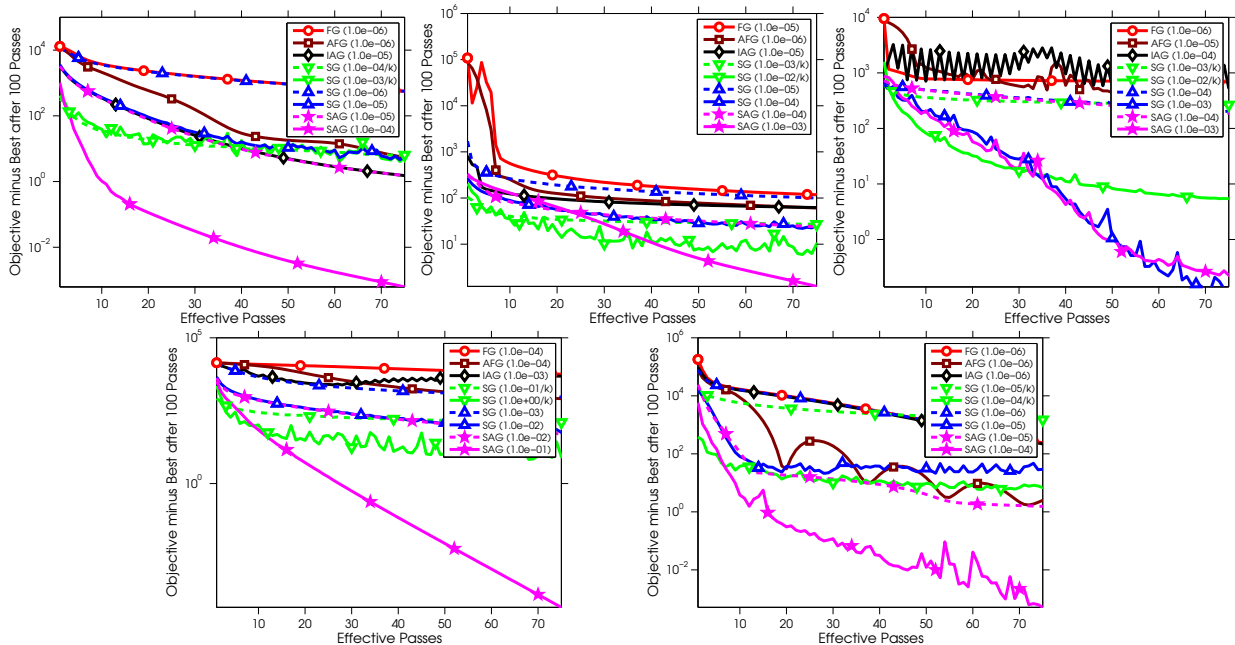 Objective minus Best after 100 Passes
10^4
10^2
10^0
10^−2
FG (1.0e−06)
AFG (1.0e−06)
IAG (1.0e−05)
SG (1.0e−04/k)
SG (1.0e−03/k)
SG (1.0e−06)
SG (1.0e−05)
SAG (1.0e−05)
SAG (1.0e−04)
10 20 30 40 50 60 70
Effective Passes
Objective minus Best after 100 Passes
10^6
10^5
10^4
10^3
10^2
10^1
FG (1.0e−05)
AFG (1.0e−06)
IAG (1.0e−05)
SG (1.0e−03/k)
SG (1.0e−02/k)
SG (1.0e−05)
SG (1.0e−04)
SAG (1.0e−04)
SAG (1.0e−03)
10 20 30 40 50 60 70
Effective Passes
Objective minus Best after 100 Passes
10^4
10^3
10^2
10^1
10^0
FG (1.0e−06)
AFG (1.0e−05)
IAG (1.0e−04)
SG (1.0e−03/k)
SG (1.0e−02/k)
SG (1.0e−04)
SG (1.0e−03)
SAG (1.0e−04)
SAG (1.0e−03)
10 20 30 40 50 60 70
Effective Passes
Objective minus Best after 100 Passes
10^5
10^0
FG (1.0e−04)
AFG (1.0e−04)
IAG (1.0e−03)
SG (1.0e−01/k)
SG (1.0e+00/k)
SG (1.0e−03)
SG (1.0e−02)
SAG (1.0e−02)
SAG (1.0e−01)
10 20 30 40 50 60 70
Effective Passes
Objective minus Best after 100 Passes
10^6
10^4
10^2
10^0
10^−2
FG (1.0e−06)
AFG (1.0e−06)
IAG (1.0e−06)
SG (1.0e−05/k)
SG (1.0e−04/k)
SG (1.0e−06)
SG (1.0e−05)
SAG (1.0e−05)
SAG (1.0e−04)
10 20 30 40 50 60 70
Effective Passes